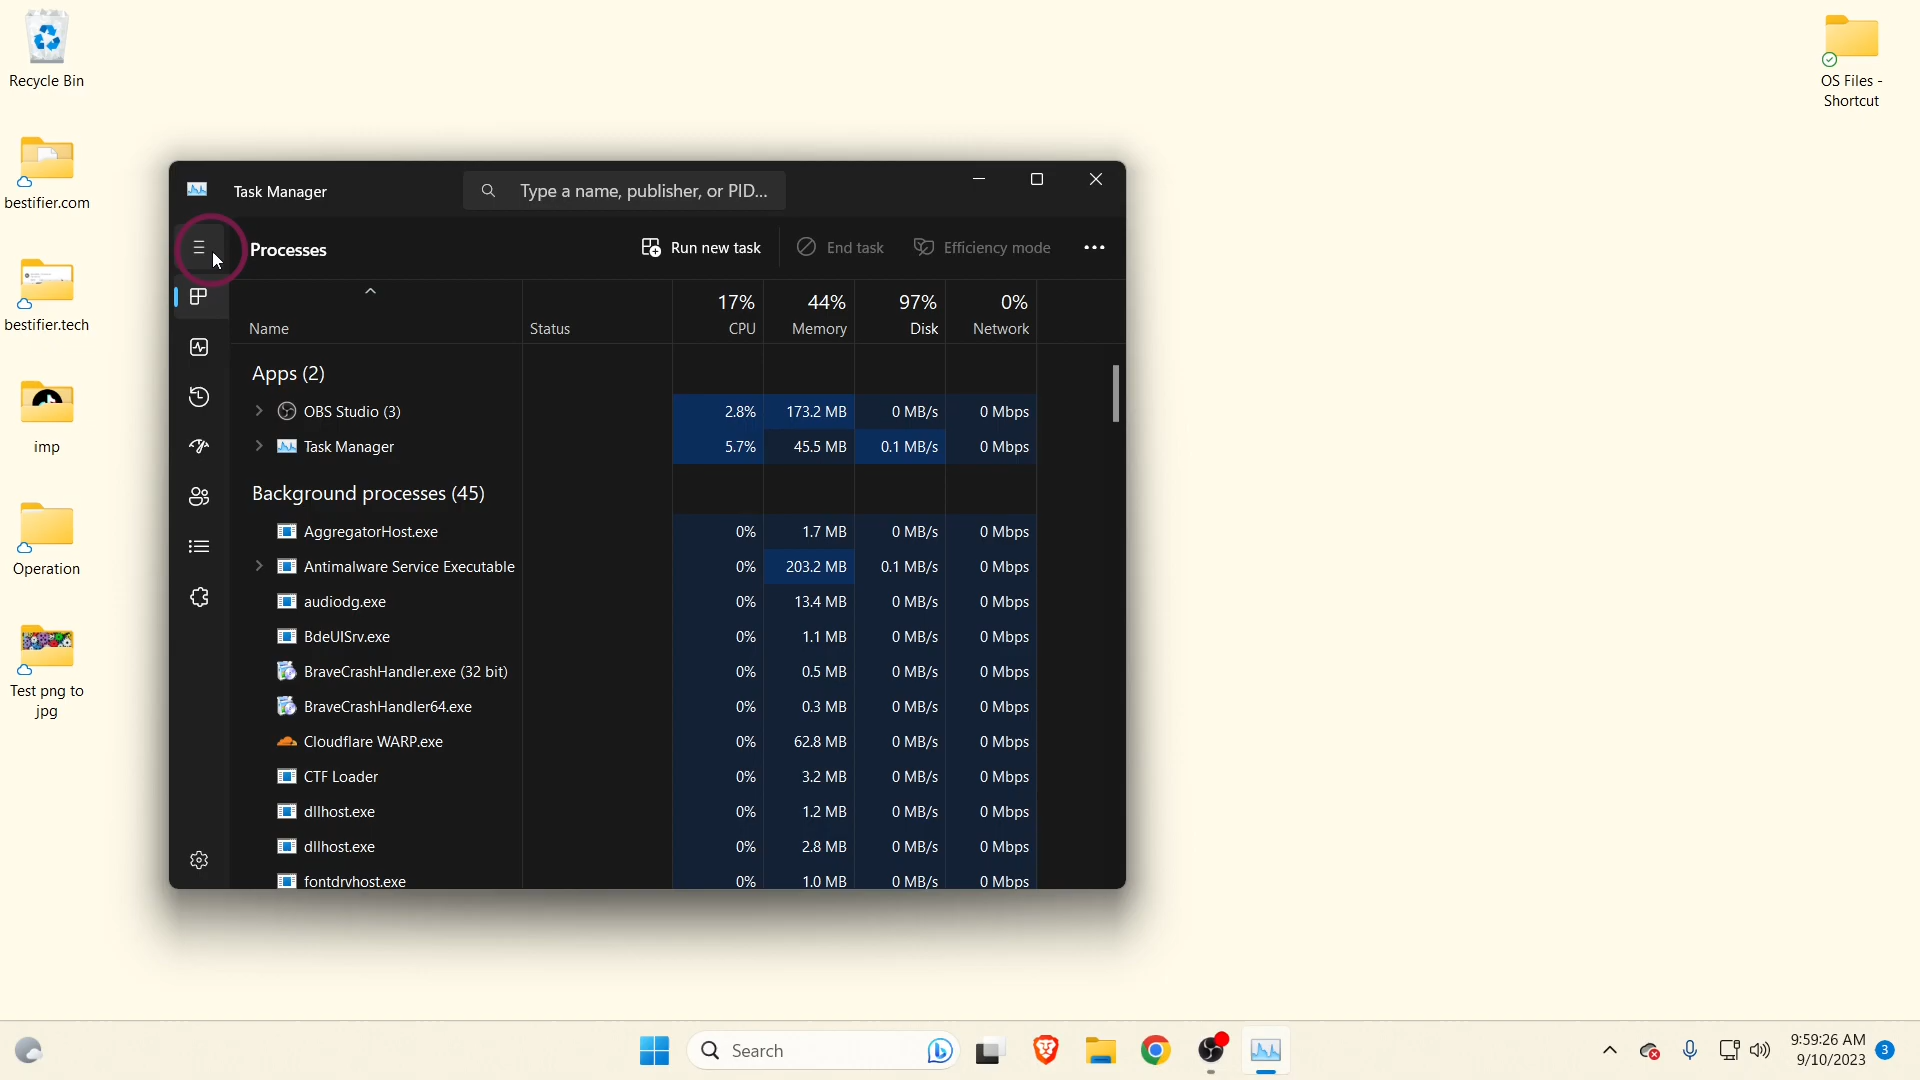 Recycle Bin
bestifier.com
bestifier.tech
imp
Operation
Test png to
jpg
OS Files -
Shortcut
Task Manager
Type a name, publisher, or PID...
Processes
Run new task
End task
Efficiency mode
17% 44% 97% 0%
Name Status CPU Memory Disk Network
Apps (2)
OBS Studio (3) 2.8% 173.2 MB 0 MB/s 0 Mbps
Task Manager 5.7% 45.5 MB 0.1 MB/s 0 Mbps
Background processes (45)
AggregatorHost.exe 0% 1.7 MB 0 MB/s 0 Mbps
Antimalware Service Executable 0% 203.2 MB 0.1 MB/s 0 Mbps
audiodg.exe 0% 13.4 MB 0 MB/s 0 Mbps
BdeUISrv.exe 0% 1.1 MB 0 MB/s 0 Mbps
BraveCrashHandler.exe (32 bit) 0% 0.5 MB 0 MB/s 0 Mbps
BraveCrashHandler64.exe 0% 0.3 MB 0 MB/s 0 Mbps
Cloudflare WARP.exe 0% 62.8 MB 0 MB/s 0 Mbps
CTF Loader 0% 3.2 MB 0 MB/s 0 Mbps
dllhost.exe 0% 1.2 MB 0 MB/s 0 Mbps
dllhost.exe 0% 2.8 MB 0 MB/s 0 Mbps
fontdrvhost.exe 0% 1.0 MB 0 MB/s 0 Mbps
Search
9:59:26 AM
9/10/2023
3